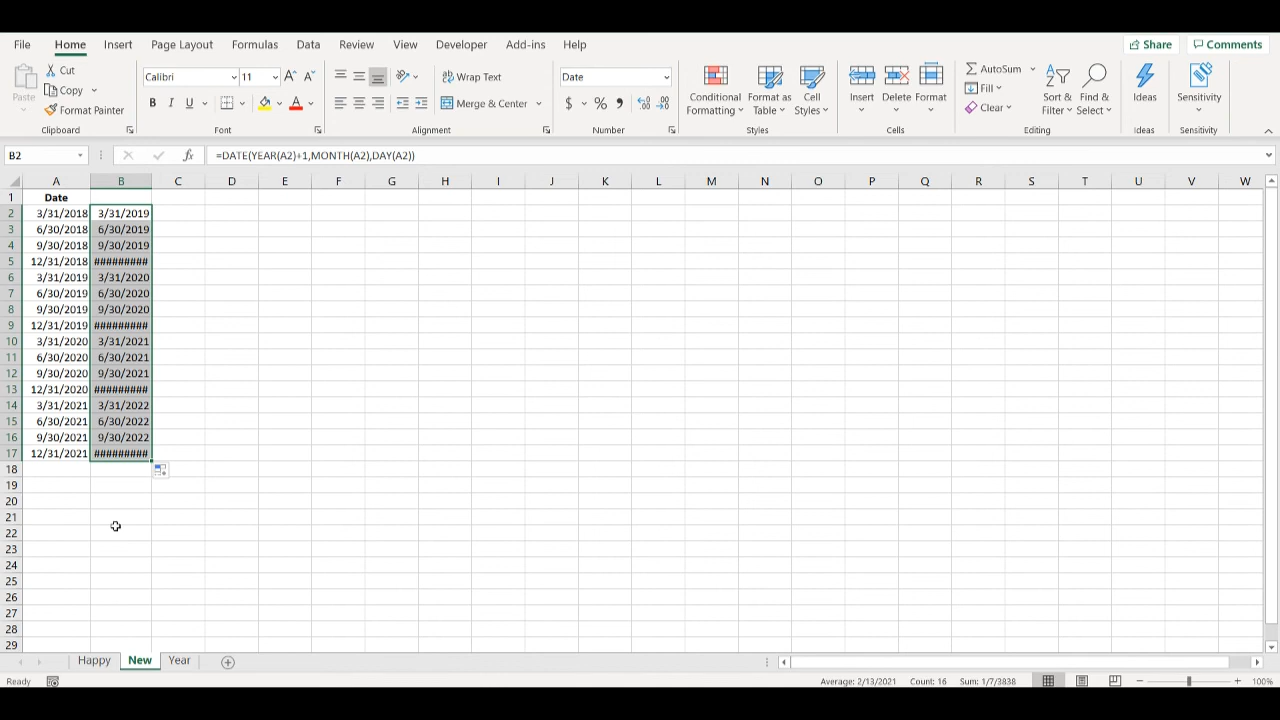 File Home Insert Page Layout Formulas Data Review View Developer Add-ins Help Share Comments
Paste Cut Copy Format Painter Clipboard
Calibri 11 A A B I U A Font
Wrap Text Merge & Center Alignment
Date $ % , Number
Conditional Formatting Format as Table Cell Styles Styles
Insert Delete Format Cells
AutoSum Fill Clear Sort & Filter Find & Select Editing
Ideas Ideas
Sensitivity Sensitivity
B2 fx =DATE(YEAR(A2)+1,MONTH(A2),DAY(A2))
A B C D E F G H I J K L M N O P Q R S T U V W
1 Date
2 3/31/2018 3/31/2019
3 6/30/2018 6/30/2019
4 9/30/2018 9/30/2019
5 12/31/2018 #########
6 3/31/2019 3/31/2020
7 6/30/2019 6/30/2020
8 9/30/2019 9/30/2020
9 12/31/2019 #########
10 3/31/2020 3/31/2021
11 6/30/2020 6/30/2021
12 9/30/2020 9/30/2021
13 12/31/2020 #########
14 3/31/2021 3/31/2022
15 6/30/2021 6/30/2022
16 9/30/2021 9/30/2022
17 12/31/2021 #########
18
19
20
21
22
23
24
25
26
27
28
29
Happy New Year
Ready Average: 2/13/2021 Count: 16 Sum: 1/7/3838 100%